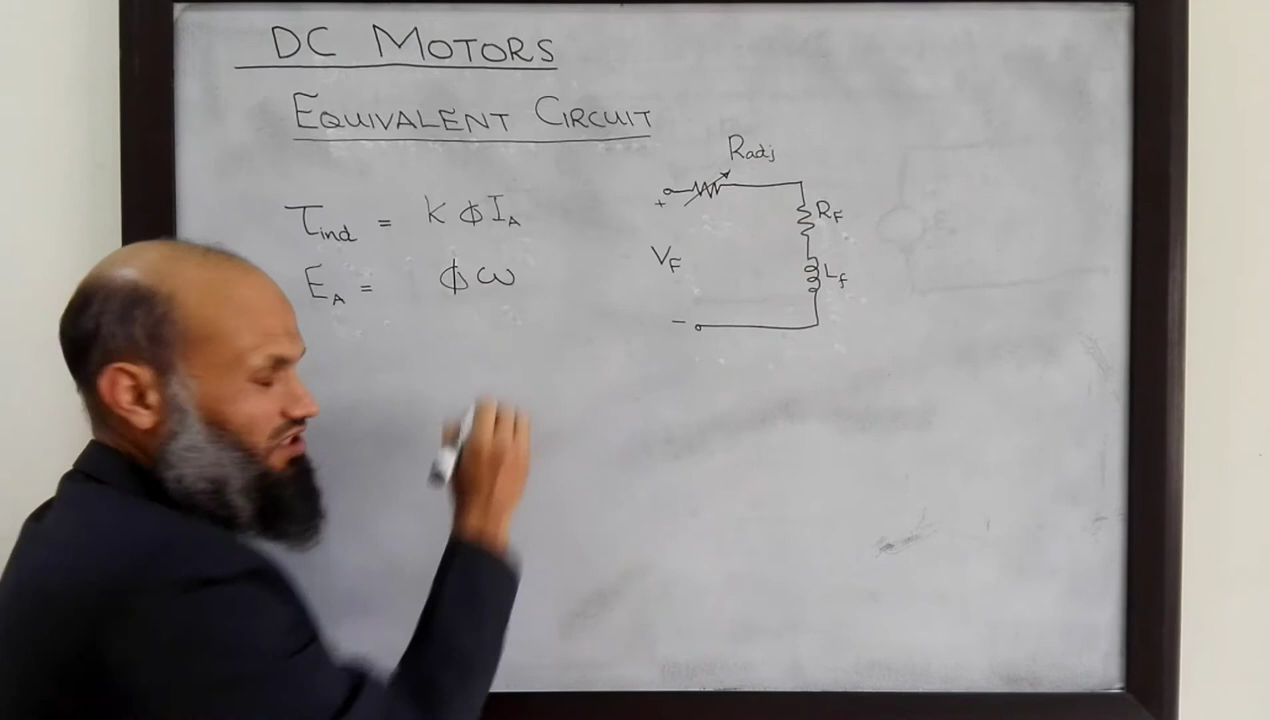 DC MOTORS
EQUIVALENT CIRCUIT
Radj
τind = K ϕ IA
+
RF
VF
EA = ϕ ω
Lf
−